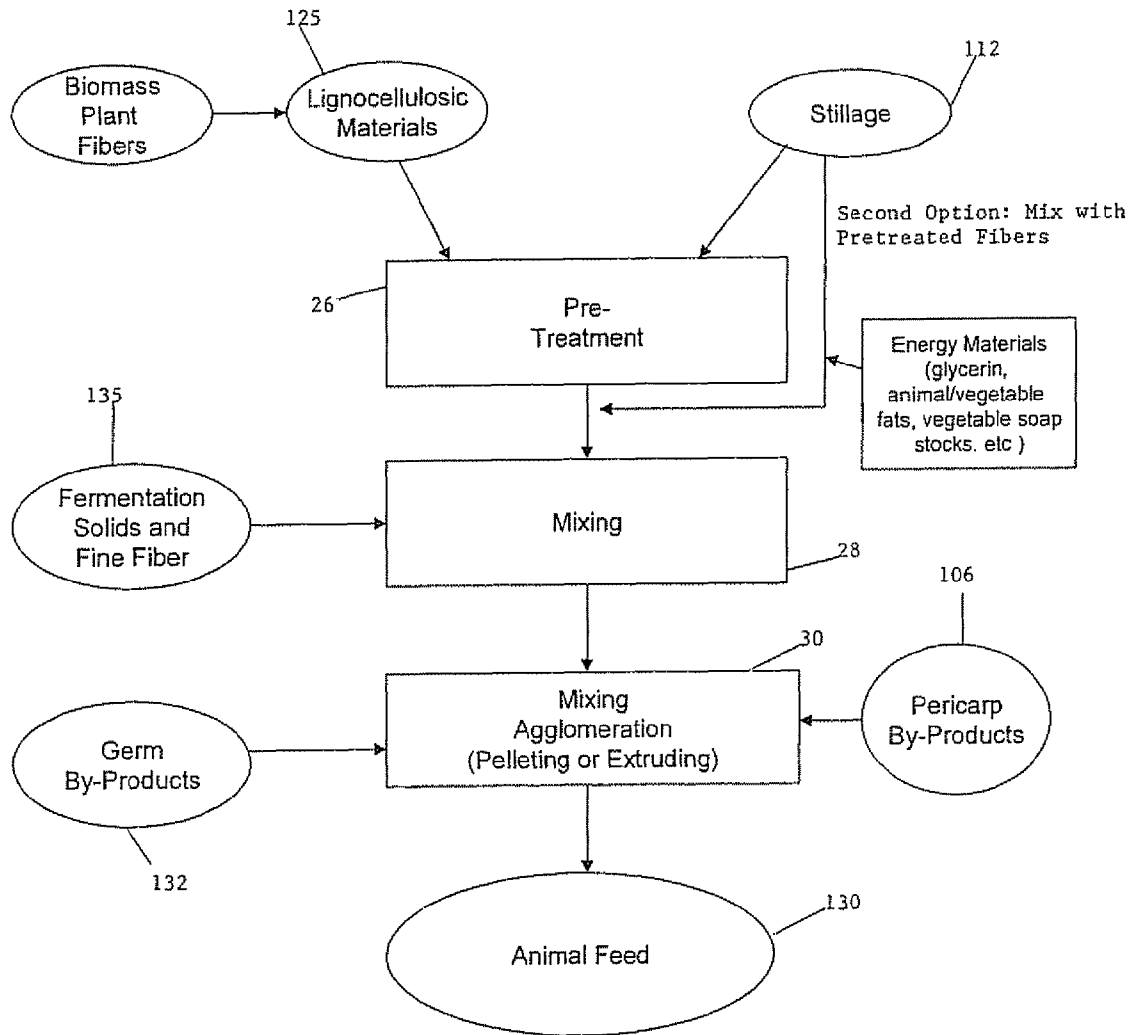 125
112
Biomass
Plant
Fibers
Lignocellulosic
Materials
Stillage
Second Option: Mix with
Pretreated Fibers
26
Pre-
Treatment
Energy Materials
(glycerin,
animal/vegetable
fats, vegetable soap
stocks. etc )
135
Fermentation
Solids and
Fine Fiber
Mixing
28
106
30
Mixing
Agglomeration
(Pelleting or Extruding)
Pericarp
By-Products
Germ
By-Products
132
130
Animal Feed